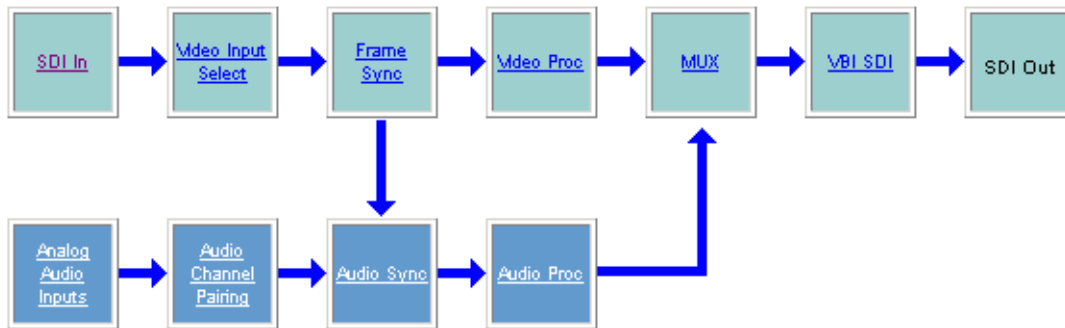 SDI In
Video Input
Select
Frame
Sync
Video Proc
MUX
VBI SDI
SDI Out
Analog
Audio
Inputs
Audio
Channel
Pairing
Audio Sync
Audio Proc